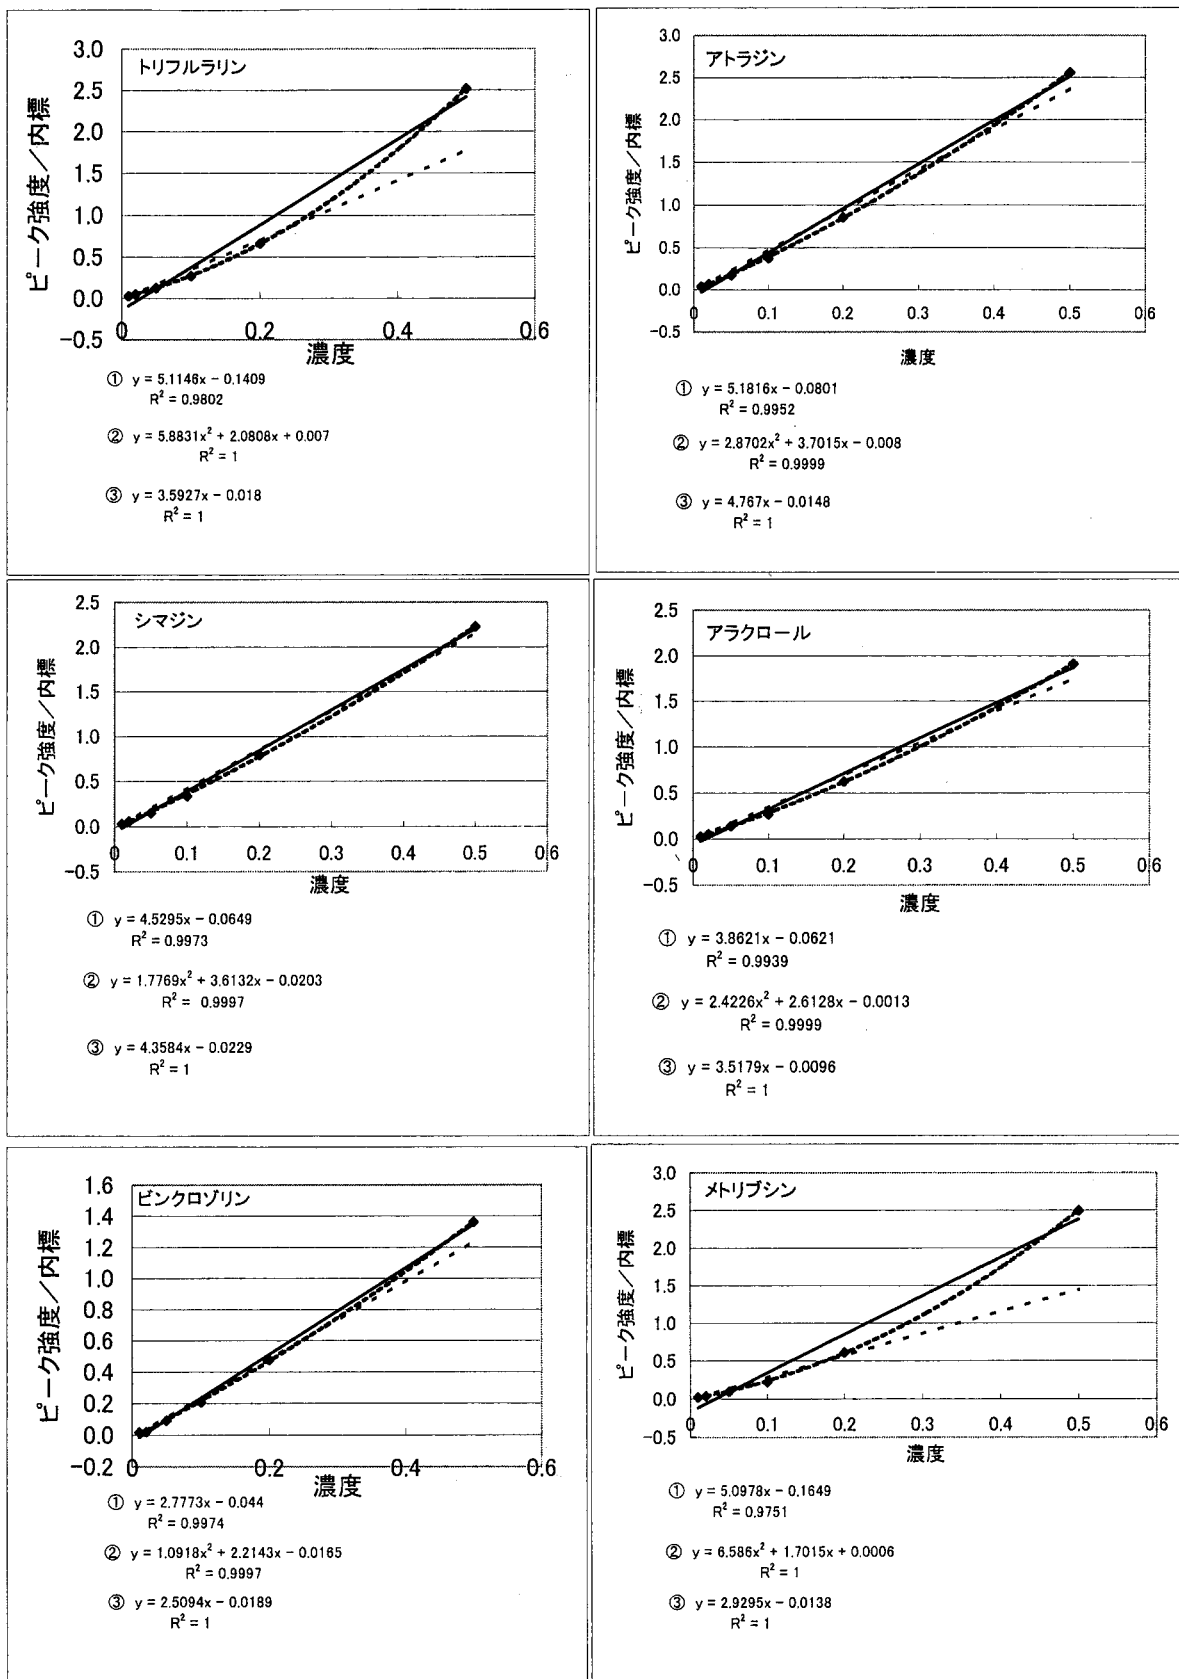 トリフルラリン
3.0
2.5
2.0
1.5
1.0
0.5
0.0
-0.5
0 0.2 0.4 0.6
ピーク強度/内標
濃度
① y = 5.1146x - 0.1409
R² = 0.9802
② y = 5.8831x² + 2.0808x + 0.007
R² = 1
③ y = 3.5927x - 0.018
R² = 1
アトラジン
3.0
2.5
2.0
1.5
1.0
0.5
0.0
-0.5
0 0.1 0.2 0.3 0.4 0.5 0.6
ピーク強度/内標
濃度
① y = 5.1816x - 0.0801
R² = 0.9952
② y = 2.8702x² + 3.7015x - 0.008
R² = 0.9999
③ y = 4.767x - 0.0148
R² = 1
シマジン
2.5
2.0
1.5
1.0
0.5
0.0
-0.5
0 0.1 0.2 0.3 0.4 0.5 0.6
ピーク強度/内標
濃度
① y = 4.5295x - 0.0649
R² = 0.9973
② y = 1.7769x² + 3.6132x - 0.0203
R² = 0.9997
③ y = 4.3584x - 0.0229
R² = 1
アラクロール
2.5
2.0
1.5
1.0
0.5
0.0
-0.5
0 0.1 0.2 0.3 0.4 0.5 0.6
ピーク強度/内標
濃度
① y = 3.8621x - 0.0621
R² = 0.9939
② y = 2.4226x² + 2.6128x - 0.0013
R² = 0.9999
③ y = 3.5179x - 0.0096
R² = 1
ビンクロゾリン
1.6
1.4
1.2
1.0
0.8
0.6
0.4
0.2
0.0
-0.2
0 0.2 0.4 0.6
ピーク強度/内標
濃度
① y = 2.7773x - 0.044
R² = 0.9974
② y = 1.0918x² + 2.2143x - 0.0165
R² = 0.9997
③ y = 2.5094x - 0.0189
R² = 1
メトリブシン
3.0
2.5
2.0
1.5
1.0
0.5
0.0
-0.5
0 0.1 0.2 0.3 0.4 0.5 0.6
ピーク強度/内標
濃度
① y = 5.0978x - 0.1649
R² = 0.9751
② y = 6.586x² + 1.7015x + 0.0006
R² = 1
③ y = 2.9295x - 0.0138
R² = 1